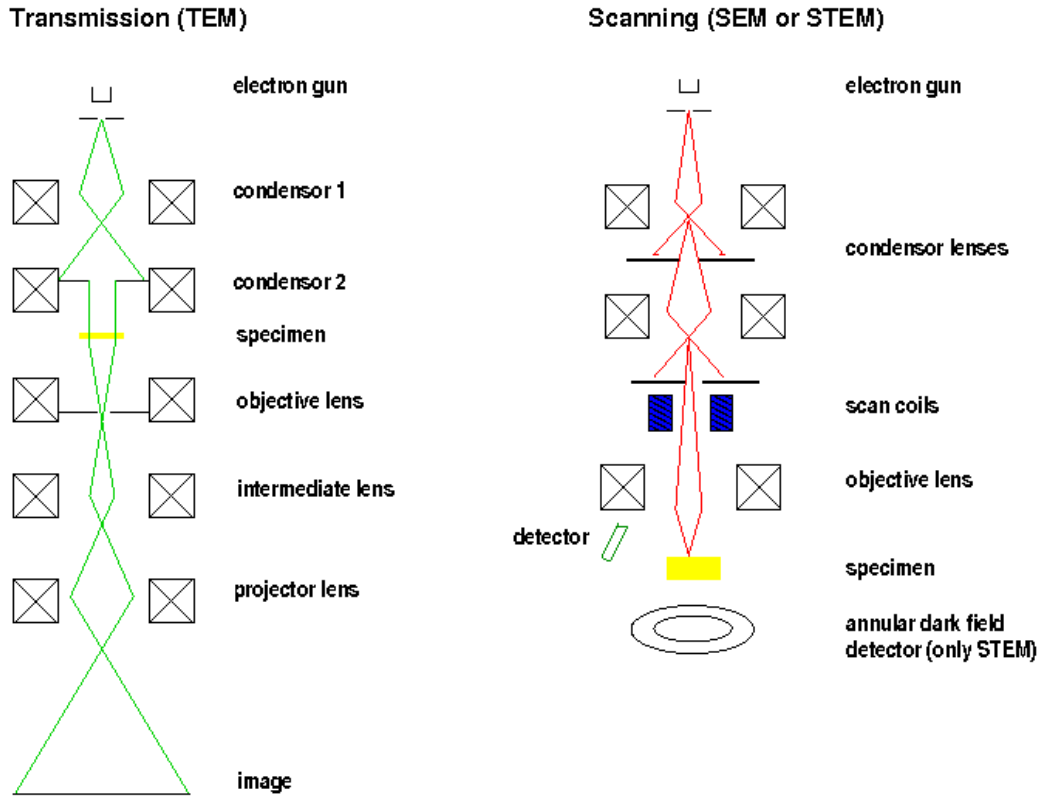 Transmission (TEM)
electron gun
condensor 1
condensor 2
specimen
objective lens
intermediate lens
projector lens
image
Scanning (SEM or STEM)
electron gun
condensor lenses
scan coils
objective lens
detector
specimen
annular dark field
detector (only STEM)